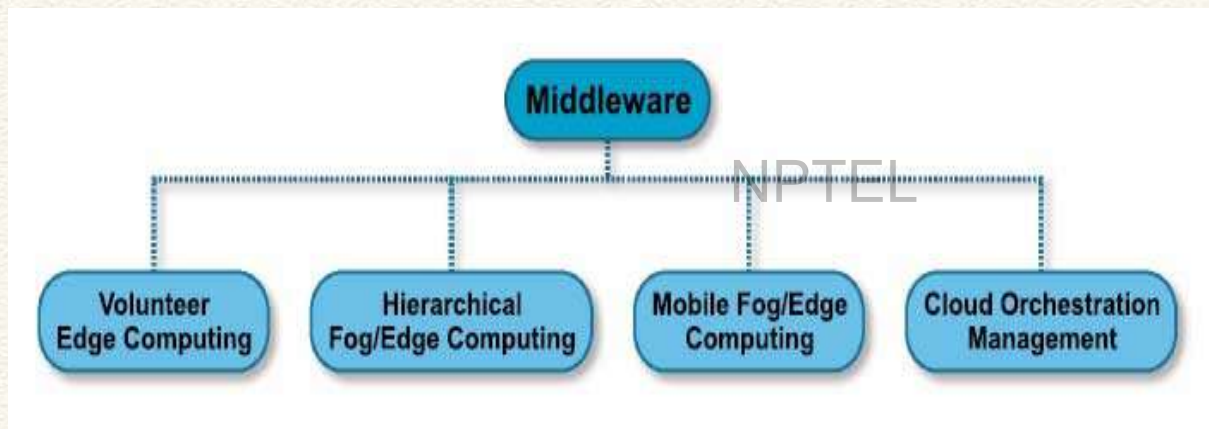 Middleware
NPTEL
Volunteer
Edge Computing
Hierarchical
Fog/Edge Computing
Mobile Fog/Edge
Computing
Cloud Orchestration
Management